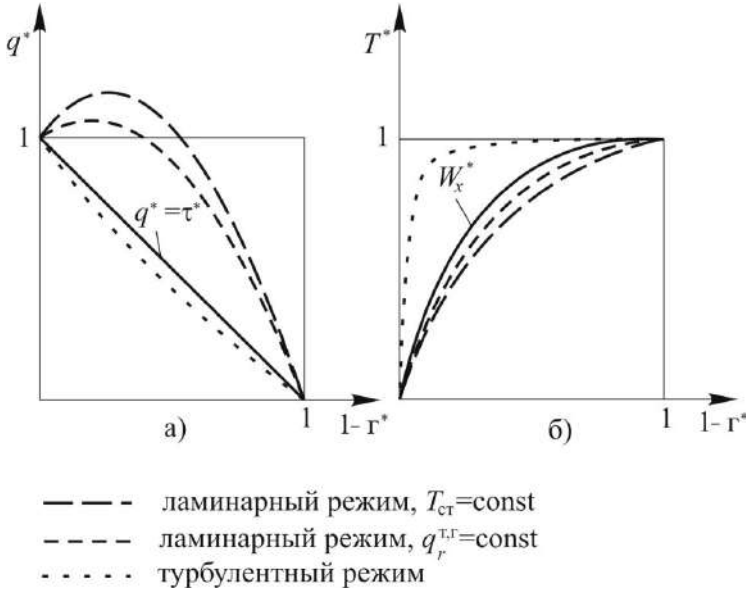 q*
T*
1
1
W_x*
q* = τ*
1
1- г*
1
1- г*
а)
б)
ламинарный режим, T_ст=const
ламинарный режим, q_r^т,г=const
турбулентный режим